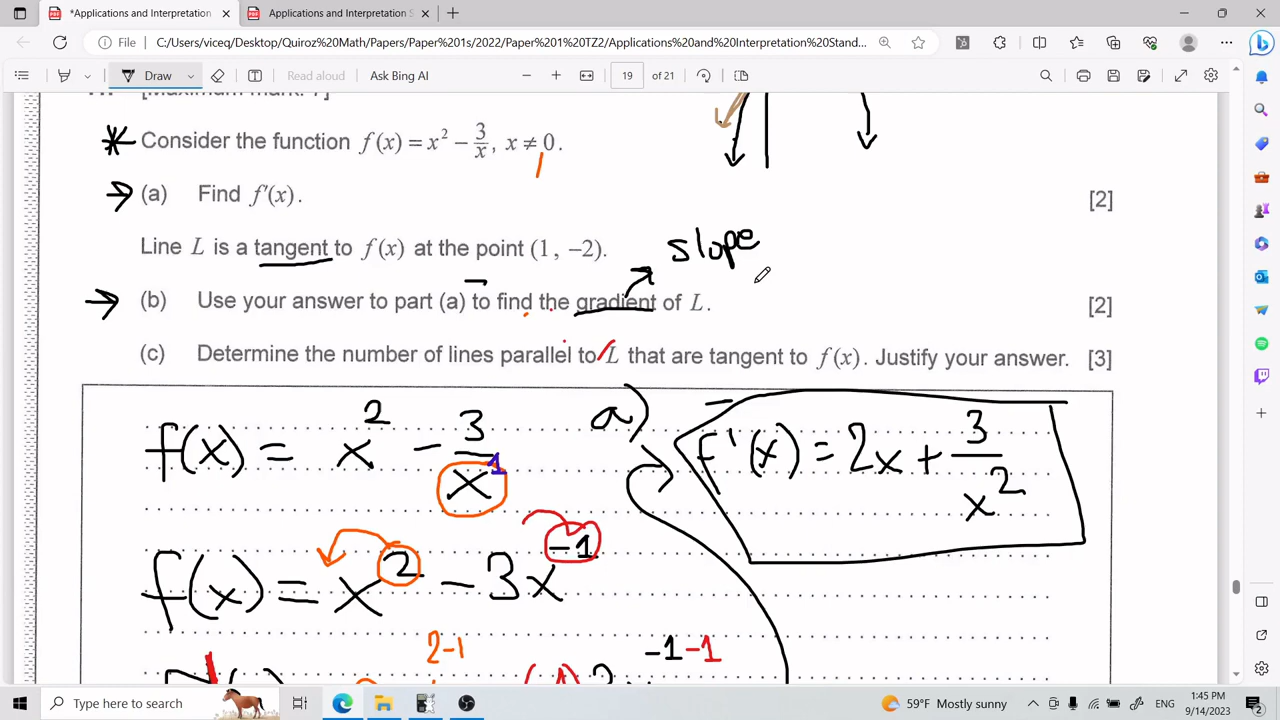 *Applications and Interpretation
Applications and Interpretation S
File
C:/Users/viceq/Desktop/Quiroz%20Math/Papers/Paper%201s/2022/Paper%201%20TZ2/Applications%20and%20Interpretation%20Stand...
Draw
Read aloud
Ask Bing AI
19 of 21
Consider the function f(x) = x² − 3/x, x ≠ 0.
(a) Find f′(x). [2]
Line L is a tangent to f(x) at the point (1, −2).
slope
(b) Use your answer to part (a) to find the gradient of L. [2]
(c) Determine the number of lines parallel to L that are tangent to f(x). Justify your answer. [3]
f(x) = x² − 3/x¹
a) f'(x) = 2x + 3/x²
f(x) = x² − 3x⁻¹
2-1
-1-1
Type here to search
59°F Mostly sunny
1:45 PM
9/14/2023
2